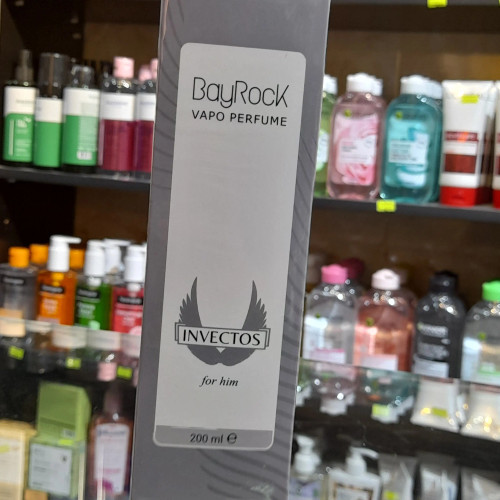 BayRock
VAPO PERFUME
INVECTOS
for him
200 ml e